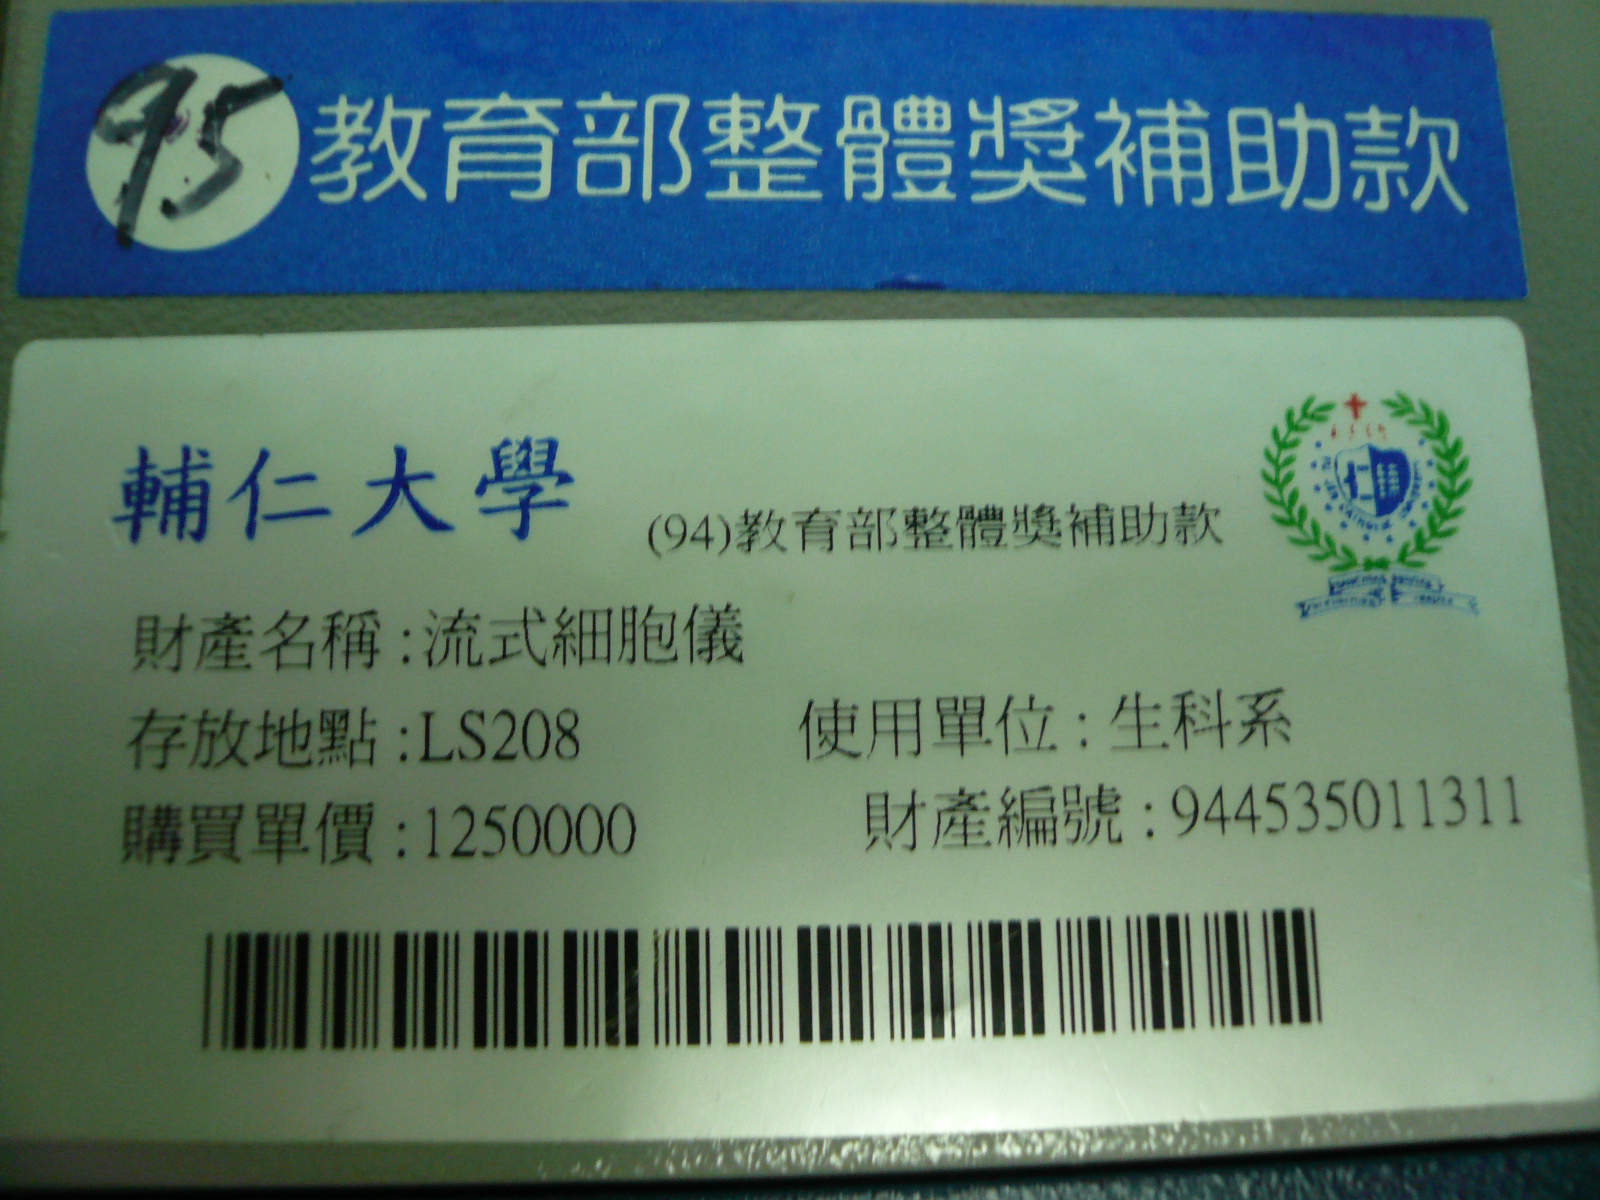 95 教育部整體獎補助款
輔仁大學
(94)教育部整體獎補助款
財產名稱:流式細胞儀
存放地點:LS208
使用單位:生科系
購買單價:1250000
財產編號:944535011311